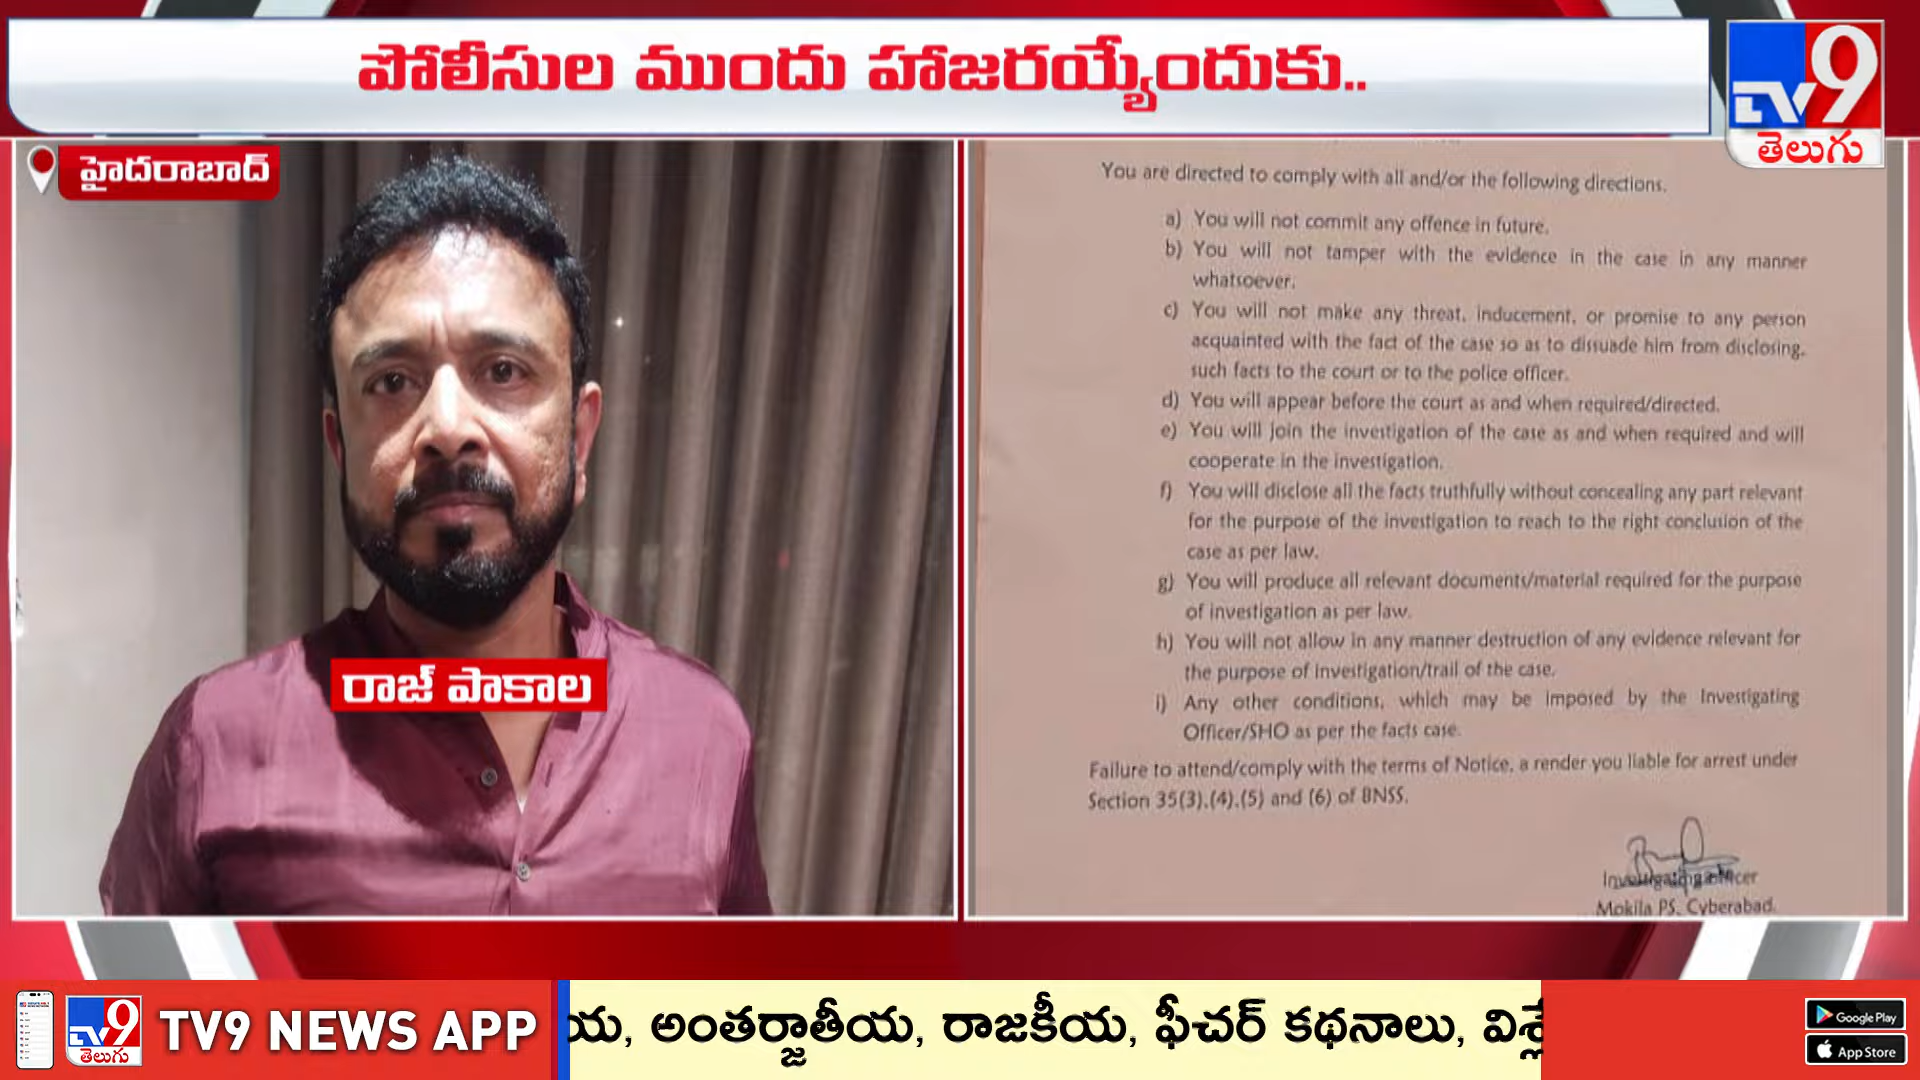 పోలీసుల ముందు హాజరయ్యేందుకు..
TV9
తెలుగు
హైదరాబాద్
రాజ్ పాకాల
You are directed to comply with all and/or the following directions.
a) You will not commit any offence in future.
b) You will not tamper with the evidence in the case in any manner
whatsoever.
c) You will not make any threat, inducement, or promise to any person
acquainted with the fact of the case so as to dissuade him from disclosing,
such facts to the court or to the police officer.
d) You will appear before the court as and when required/directed.
e) You will join the investigation of the case as and when required and will
cooperate in the investigation.
f) You will disclose all the facts truthfully without concealing any part relevant
for the purpose of the investigation to reach to the right conclusion of the
case as per law.
g) You will produce all relevant documents/material required for the purpose
of investigation as per law.
h) You will not allow in any manner destruction of any evidence relevant for
the purpose of Investigation/trail of the case.
i) Any other conditions, which may be imposed by the Investigating
Officer/SHO as per the facts case.
Failure to attend/comply with the terms of Notice, a render you liable for arrest under
Section 35(3),(4),(5) and (6) of BNSS.
Investigating officer
Mokila PS, Cyberabad.
TV9
తెలుగు
TV9 NEWS APP
య, అంతర్జాతీయ, రాజకీయ, ఫీచర్ కథనాలు, విశ్లే
Google Play
App Store